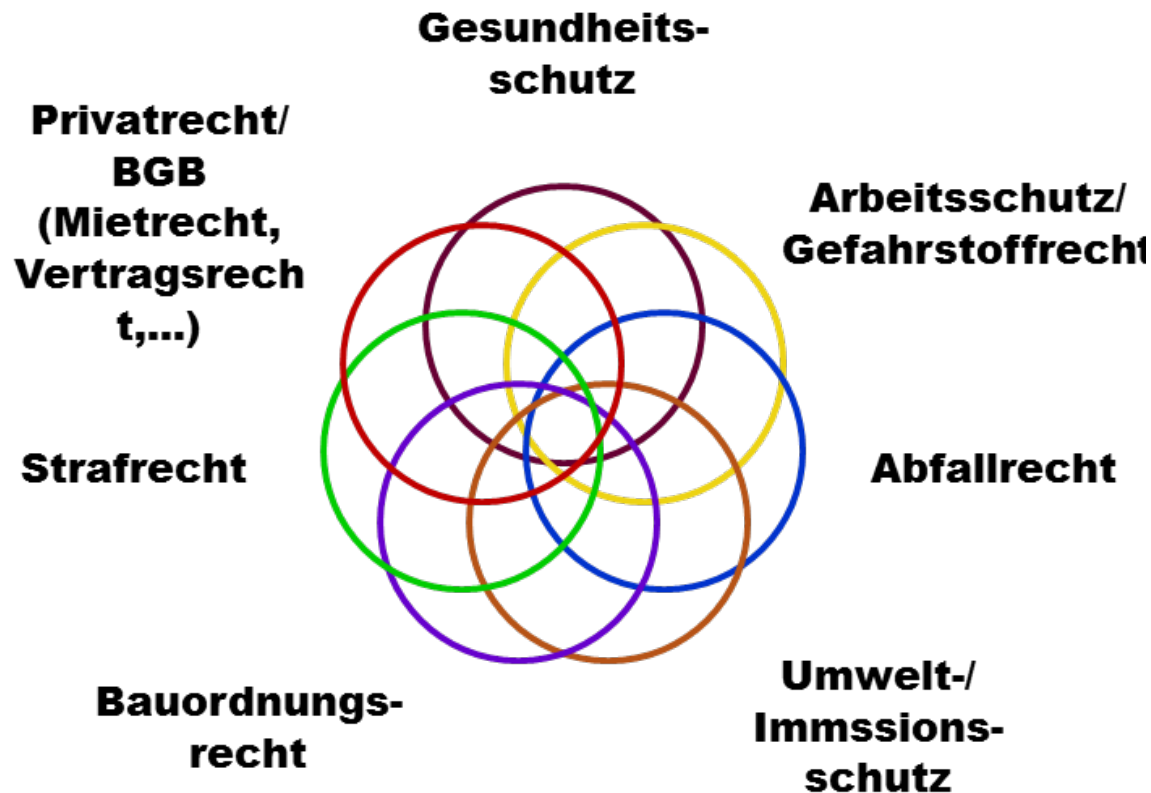 Gesundheits-
schutz
Privatrecht/
BGB
(Mietrecht,
Vertragsrech
t,...)
Arbeitsschutz/
Gefahrstoffrecht
Strafrecht
Abfallrecht
Bauordnungs-
recht
Umwelt-/
Immssions-
schutz